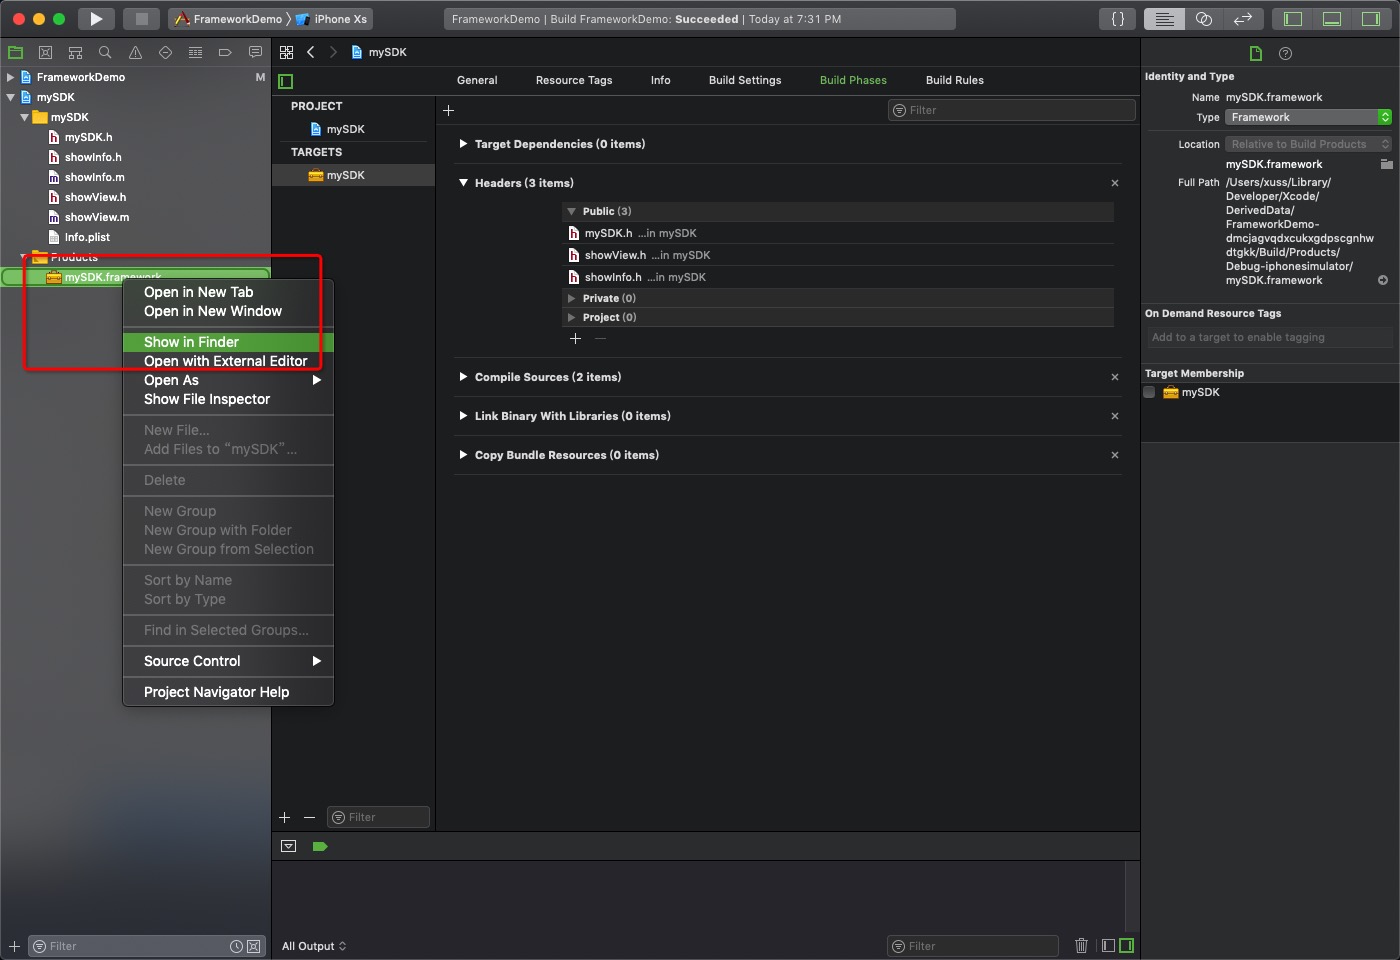 FrameworkDemo 〉 iPhone Xs
FrameworkDemo | Build FrameworkDemo: Succeeded | Today at 7:31 PM
{}
FrameworkDemo M
mySDK
mySDK
mySDK.h
showInfo.h
showInfo.m
showView.h
showView.m
Info.plist
Products
mySDK.framework
Open in New Tab
Open in New Window
Show in Finder
Open with External Editor
Open As
Show File Inspector
New File...
Add Files to “mySDK”...
Delete
New Group
New Group with Folder
New Group from Selection
Sort by Name
Sort by Type
Find in Selected Groups...
Source Control
Project Navigator Help
Filter
mySDK
General Resource Tags Info Build Settings Build Phases Build Rules
PROJECT
mySDK
TARGETS
mySDK
Filter
Filter
Target Dependencies (0 items)
Headers (3 items)
Public (3)
mySDK.h ...in mySDK
showView.h ...in mySDK
showInfo.h ...in mySDK
Private (0)
Project (0)
Compile Sources (2 items)
Link Binary With Libraries (0 items)
Copy Bundle Resources (0 items)
All Output
Filter
Identity and Type
Name mySDK.framework
Type Framework
Location Relative to Build Products
mySDK.framework
Full Path /Users/xuss/Library/
Developer/Xcode/
DerivedData/
FrameworkDemo-
dmcjagvqdxcukxgdpscgnhw
dtgkk/Build/Products/
Debug-iphonesimulator/
mySDK.framework
On Demand Resource Tags
Add to a target to enable tagging
Target Membership
mySDK